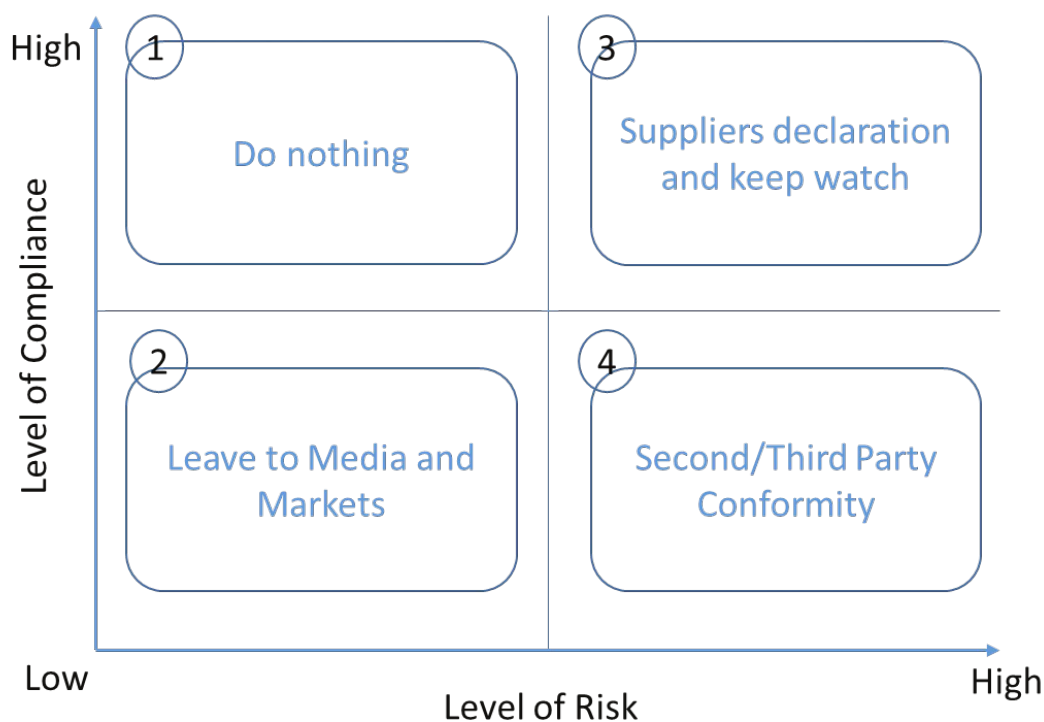 High
1
Do nothing
3
Suppliers declaration
and keep watch
Level of Compliance
2
Leave to Media and
Markets
4
Second/Third Party
Conformity
Low
Level of Risk
High